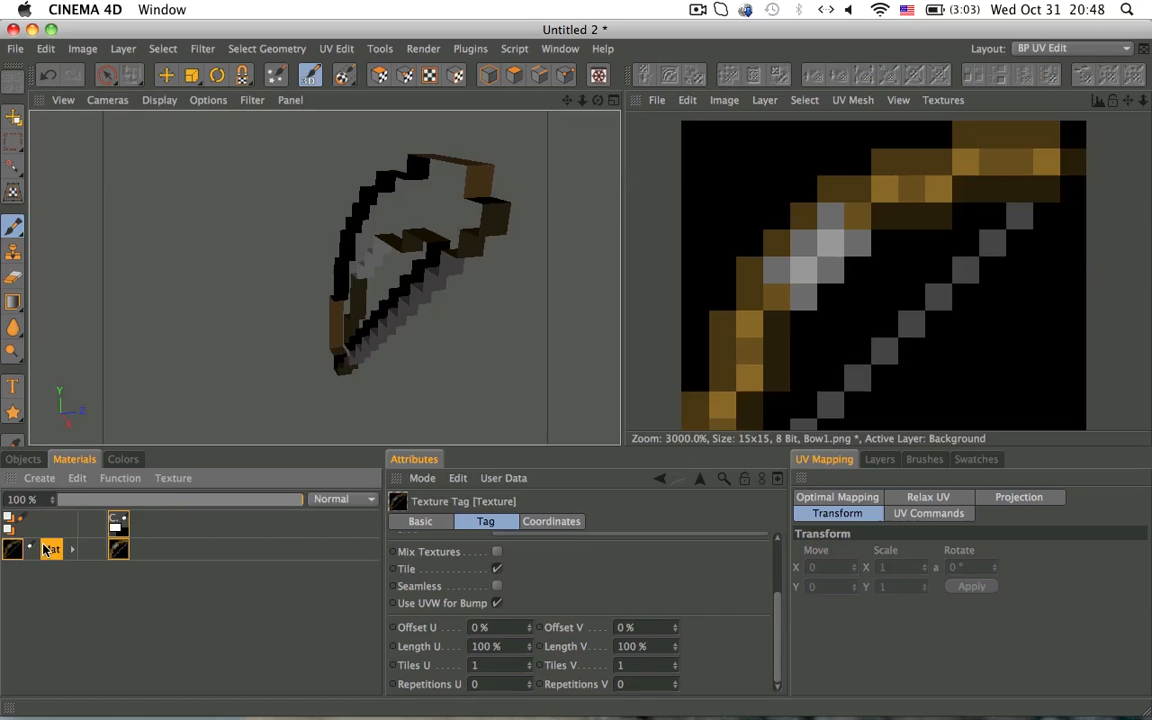 CINEMA 4D Window (3:03) Wed Oct 31 20:48
Untitled 2 *
File Edit Image Layer Select Filter Select Geometry UV Edit Tools Render Plugins Script Window Help Layout: BP UV Edit
3D
View Cameras Display Options Filter Panel
File Edit Image Layer Select UV Mesh View Textures
Y
Z
X
T
Zoom: 3000.0%, Size: 15x15, 8 Bit, Bow1.png *, Active Layer: Background
Objects Materials Colors
Attributes
UV Mapping Layers Brushes Swatches
Create Edit Function Texture
Mode Edit User Data
100 % Normal
Optimal Mapping Relax UV Projection
Texture Tag [Texture]
Transform UV Commands
Basic Tag Coordinates
C.
Transform
Move Scale Rotate
Mix Textures
Tile
X 0 X 1 a 0 °
Seamless
Y 0 Y 1 Apply
Use UVW for Bump
Offset U 0 % Offset V 0 %
Length U 100 % Length V 100 %
Tiles U 1 Tiles V 1
Repetitions U 0 Repetitions V 0